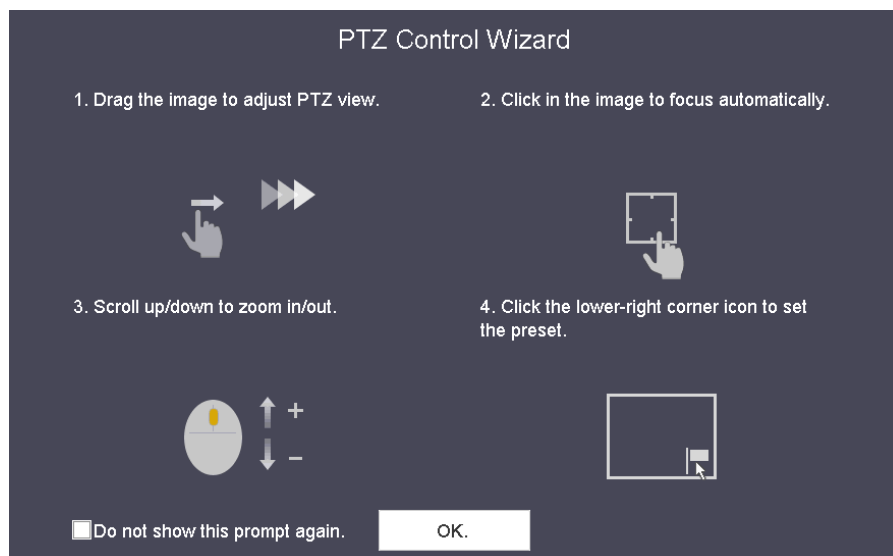 PTZ Control Wizard
1. Drag the image to adjust PTZ view.
2. Click in the image to focus automatically.
3. Scroll up/down to zoom in/out.
4. Click the lower-right corner icon to set
the preset.
+
−
Do not show this prompt again.
OK.